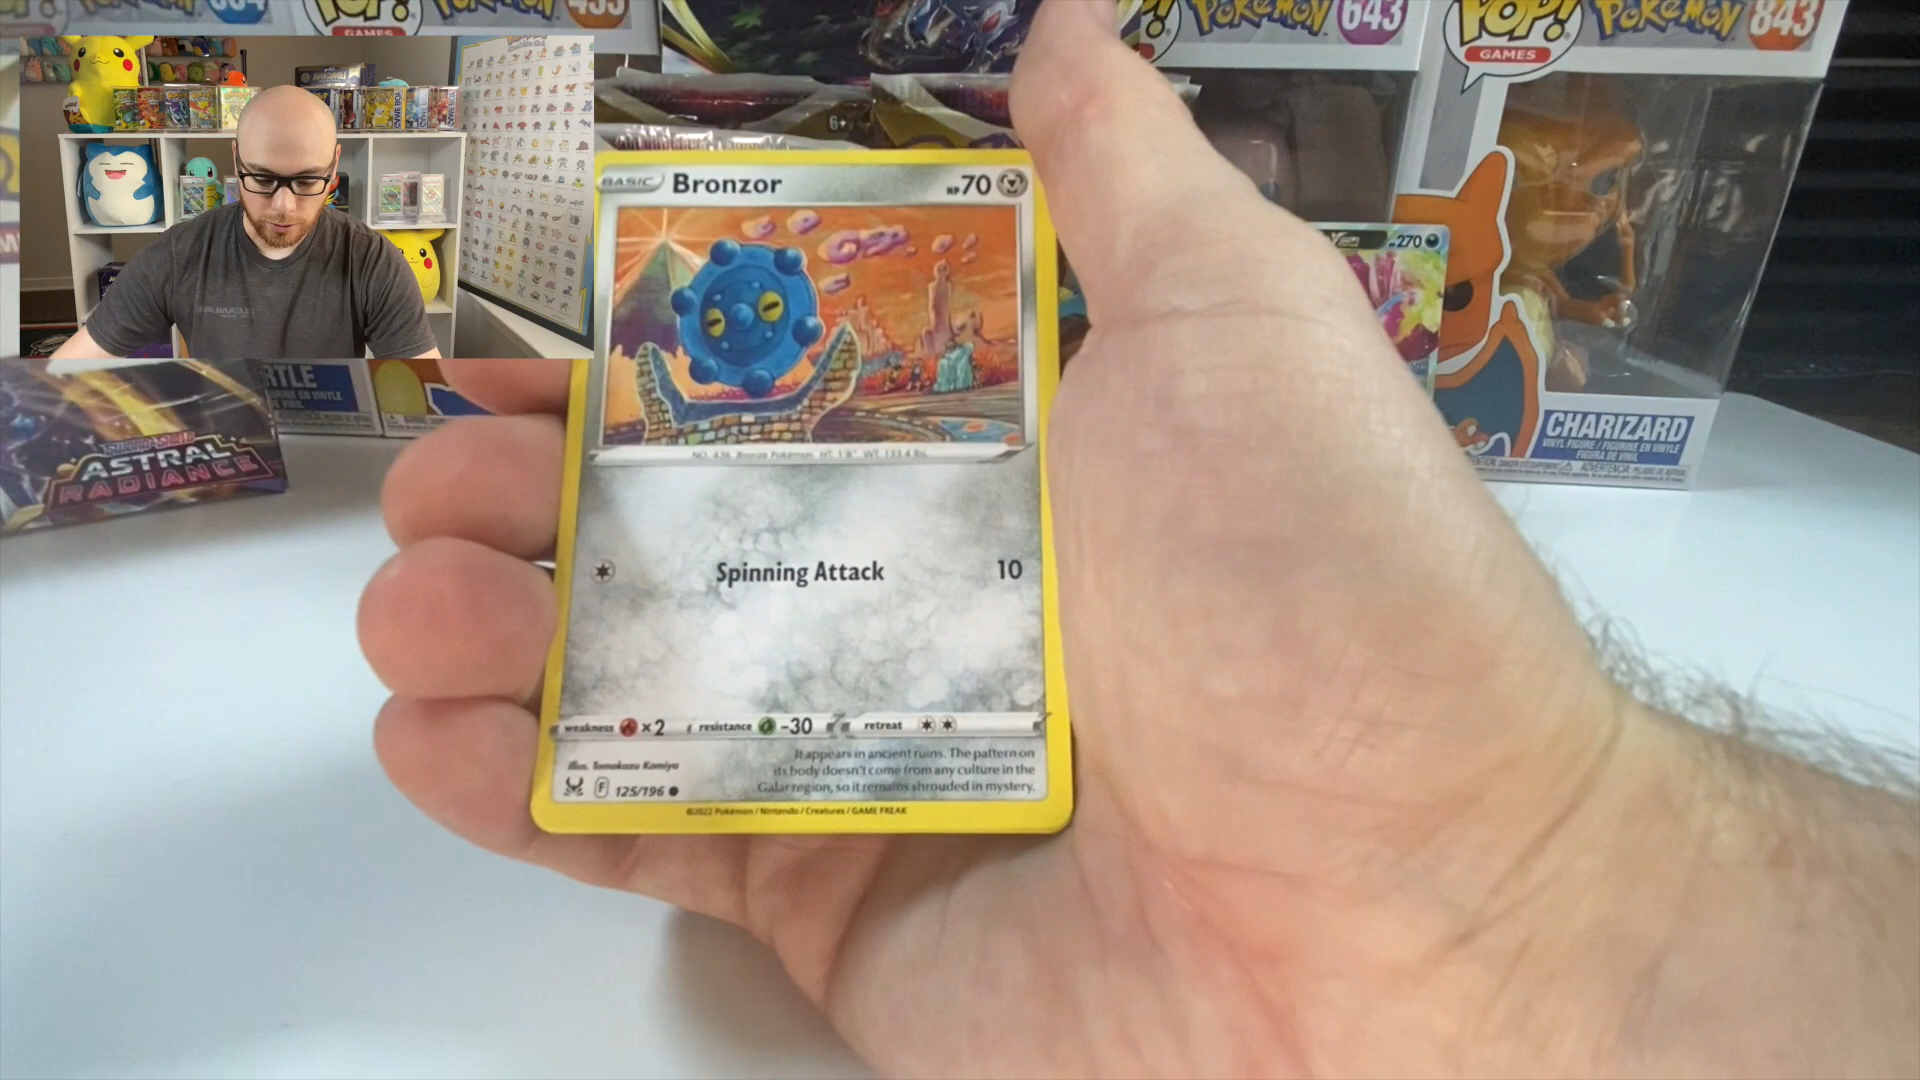 POP!
GAMES
POKéMON
POP!
POKéMON
643
POP!
GAMES
POKéMON
843
6+
BASIC
Bronzor
HP70
NO. 436 Bronze Pokémon HT: 1'8" WT: 133.4 lbs.
Spinning Attack
10
weakness ×2 resistance -30 retreat
Illus. Tomokazu Komiya
It appears in ancient ruins. The pattern on
its body doesn't come from any culture in the
Galar region, so it remains shrouded in mystery.
F 125/196
©2022 Pokémon / Nintendo / Creatures / GAME FREAK
270
ASTRAL
RADIANCE
RTLE
CHARIZARD
VINYL FIGURE / FIGURINE EN VINYLE
FIGURA DE VINIL